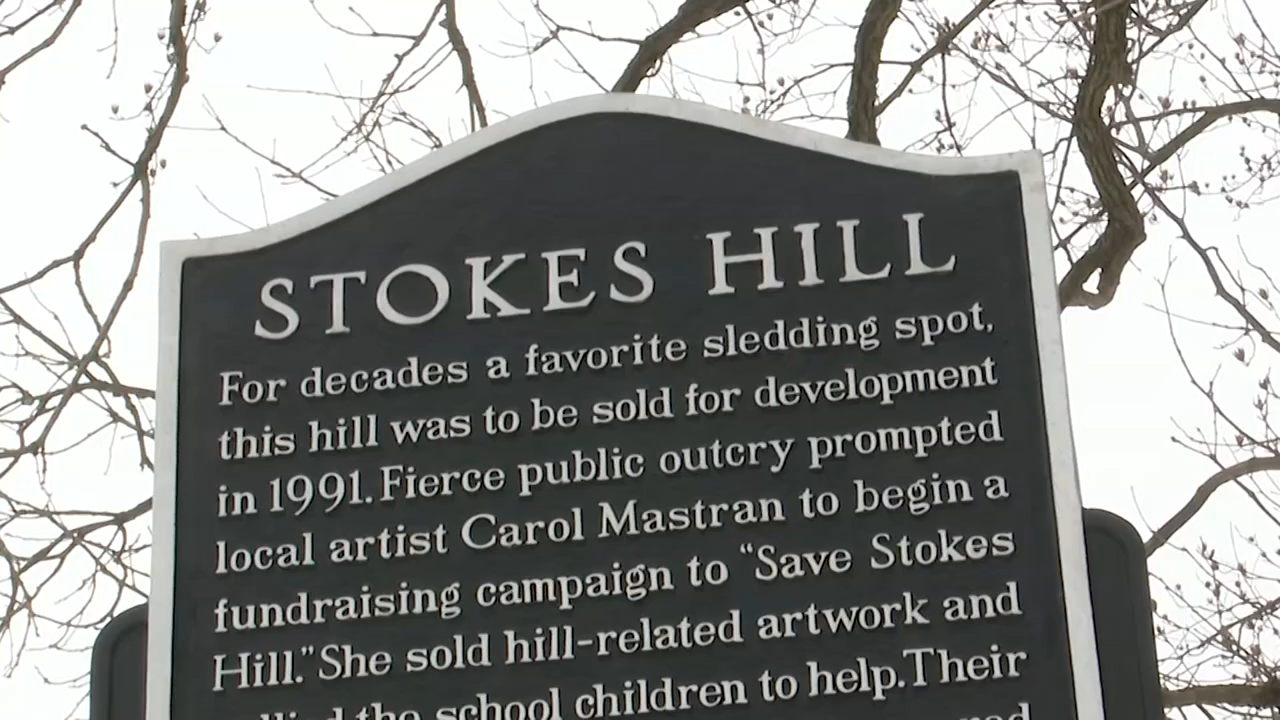 STOKES HILL
For decades a favorite sledding spot,
this hill was to be sold for development
in 1991. Fierce public outcry prompted
local artist Carol Mastran to begin a
fundraising campaign to “Save Stokes
Hill.” She sold hill-related artwork and
the school children to help. Their